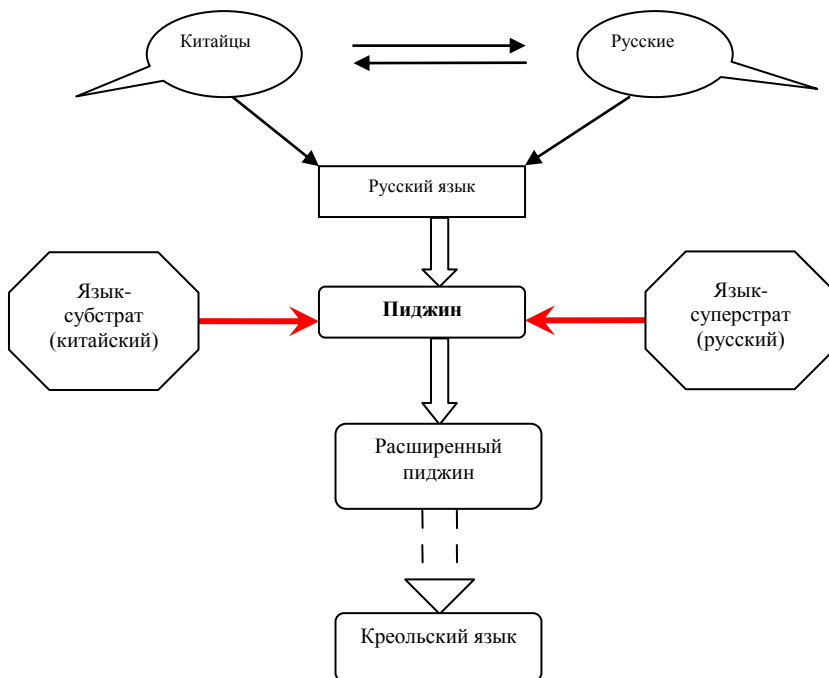 Китайцы
Русские
Русский язык
Язык-
субстрат
(китайский)
Пиджин
Язык-
суперстрат
(русский)
Расширенный
пиджин
Креольский язык